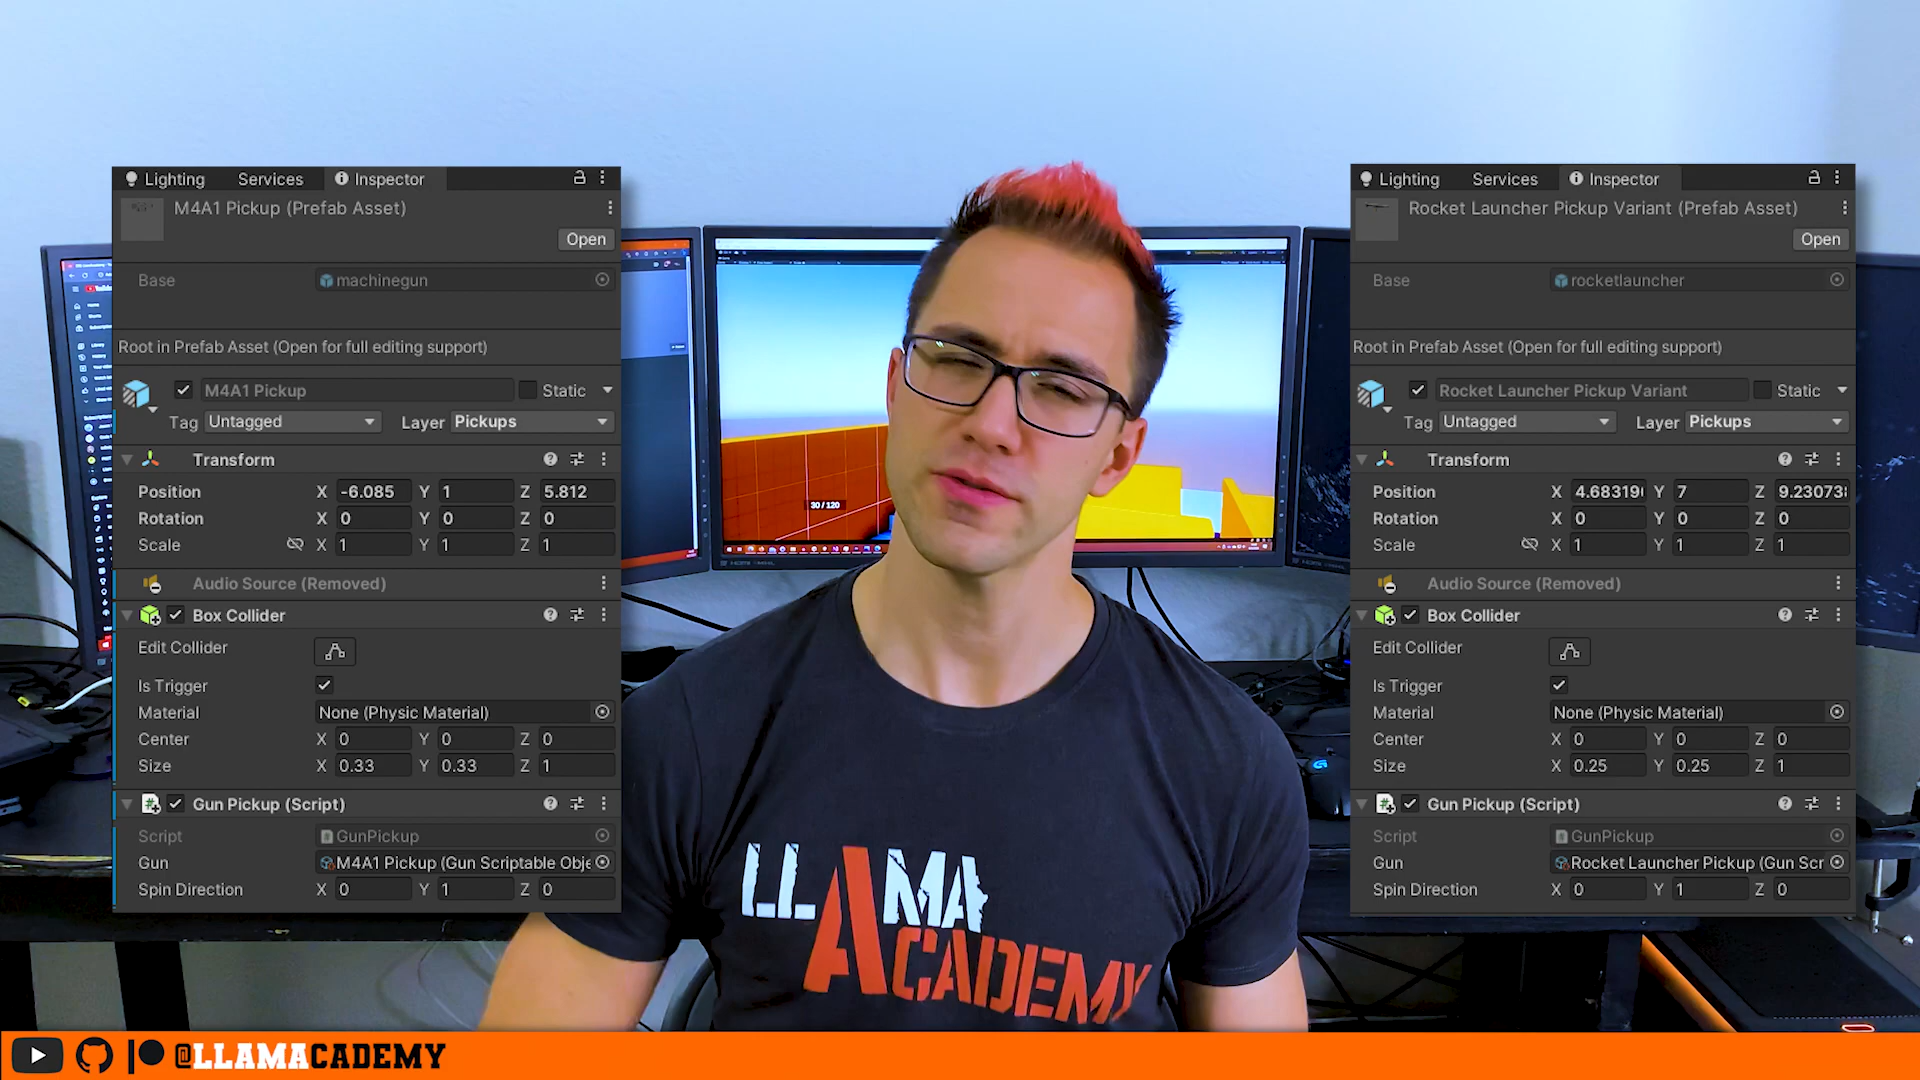 Lighting Services Inspector
M4A1 Pickup (Prefab Asset)
Open
Base machinegun
Root in Prefab Asset (Open for full editing support)
M4A1 Pickup Static
Tag Untagged Layer Pickups
Transform
Position X -6.085 Y 1 Z 5.812
Rotation X 0 Y 0 Z 0
Scale X 1 Y 1 Z 1
Audio Source (Removed)
Box Collider
Edit Collider
Is Trigger
Material None (Physic Material)
Center X 0 Y 0 Z 0
Size X 0.33 Y 0.33 Z 1
Gun Pickup (Script)
Script GunPickup
Gun M4A1 Pickup (Gun Scriptable Obje
Spin Direction X 0 Y 1 Z 0
Lighting Services Inspector
Rocket Launcher Pickup Variant (Prefab Asset)
Open
Base rocketlauncher
Root in Prefab Asset (Open for full editing support)
Rocket Launcher Pickup Variant Static
Tag Untagged Layer Pickups
Transform
Position X 4.68319 Y 7 Z 9.23073
Rotation X 0 Y 0 Z 0
Scale X 1 Y 1 Z 1
Audio Source (Removed)
Box Collider
Edit Collider
Is Trigger
Material None (Physic Material)
Center X 0 Y 0 Z 0
Size X 0.25 Y 0.25 Z 1
Gun Pickup (Script)
Script GunPickup
Gun Rocket Launcher Pickup (Gun Scr
Spin Direction X 0 Y 1 Z 0
30 / 120
LLAMA
ACADEMY
@LLAMACADEMY